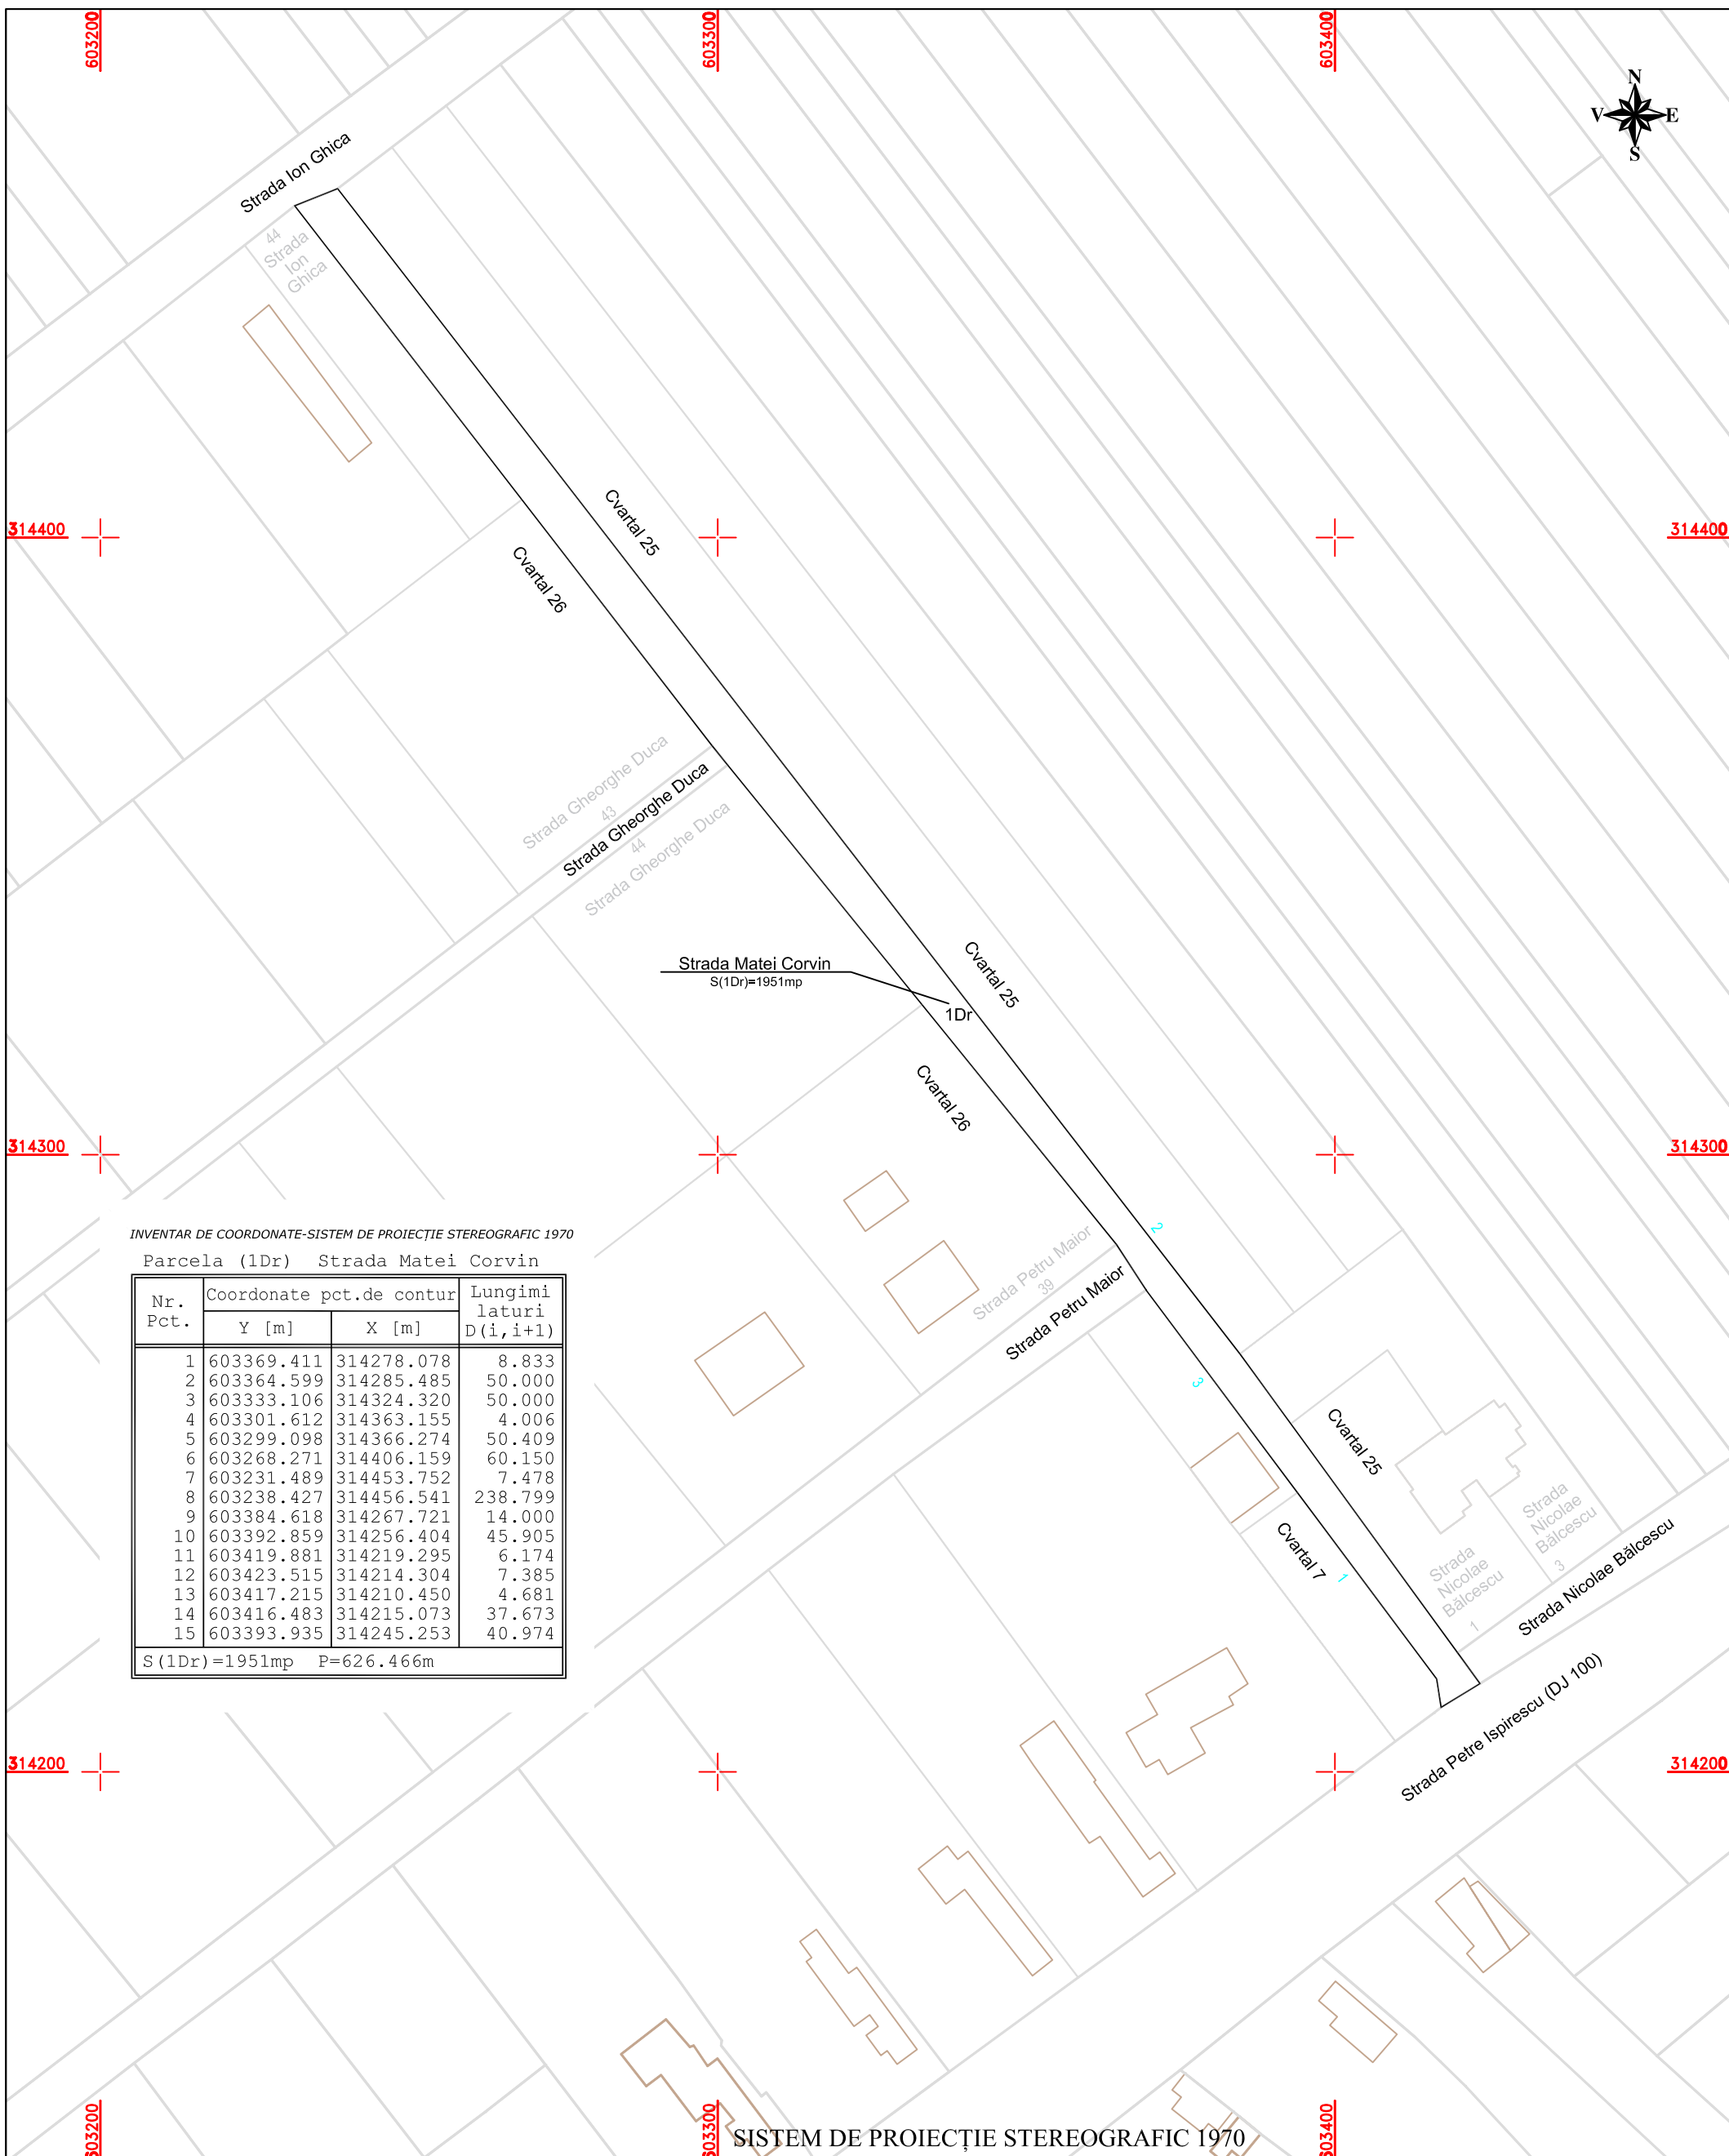 603200
603300
603400
N
V E
S
Strada Ion Ghica
44
Strada
Ion
Ghica
314400
314400
Cvartal 25
Cvartal 26
Strada Gheorghe Duca
43
Strada Gheorghe Duca
44
Strada Gheorghe Duca
Strada Matei Corvin
S(1Dr)=1951mp
1Dr
Cvartal 25
Cvartal 26
314300
314300
2
Strada Petru Maior
39
Strada Petru Maior
3
INVENTAR DE COORDONATE-SISTEM DE PROIECȚIE STEREOGRAFIC 1970
Parcela (1Dr) Strada Matei Corvin
Nr. Pct. Coordonate pct.de contur Lungimi laturi D(i,i+1)
Y [m] X [m]
1 603369.411 314278.078 8.833
2 603364.599 314285.485 50.000
3 603333.106 314324.320 50.000
4 603301.612 314363.155 4.006
5 603299.098 314366.274 50.409
6 603268.271 314406.159 60.150
7 603231.489 314453.752 7.478
8 603238.427 314456.541 238.799
9 603384.618 314267.721 14.000
10 603392.859 314256.404 45.905
11 603419.881 314219.295 6.174
12 603423.515 314214.304 7.385
13 603417.215 314210.450 4.681
14 603416.483 314215.073 37.673
15 603393.935 314245.253 40.974
S(1Dr)=1951mp P=626.466m
Cvartal 25
Cvartal 7
1
Strada
Nicolae
Bălcescu
3
Strada
Nicolae
Bălcescu
1
Strada Nicolae Bălcescu
Strada Petre Ispirescu (DJ 100)
314200
314200
603200
603300
603400
SISTEM DE PROIECȚIE STEREOGRAFIC 1970